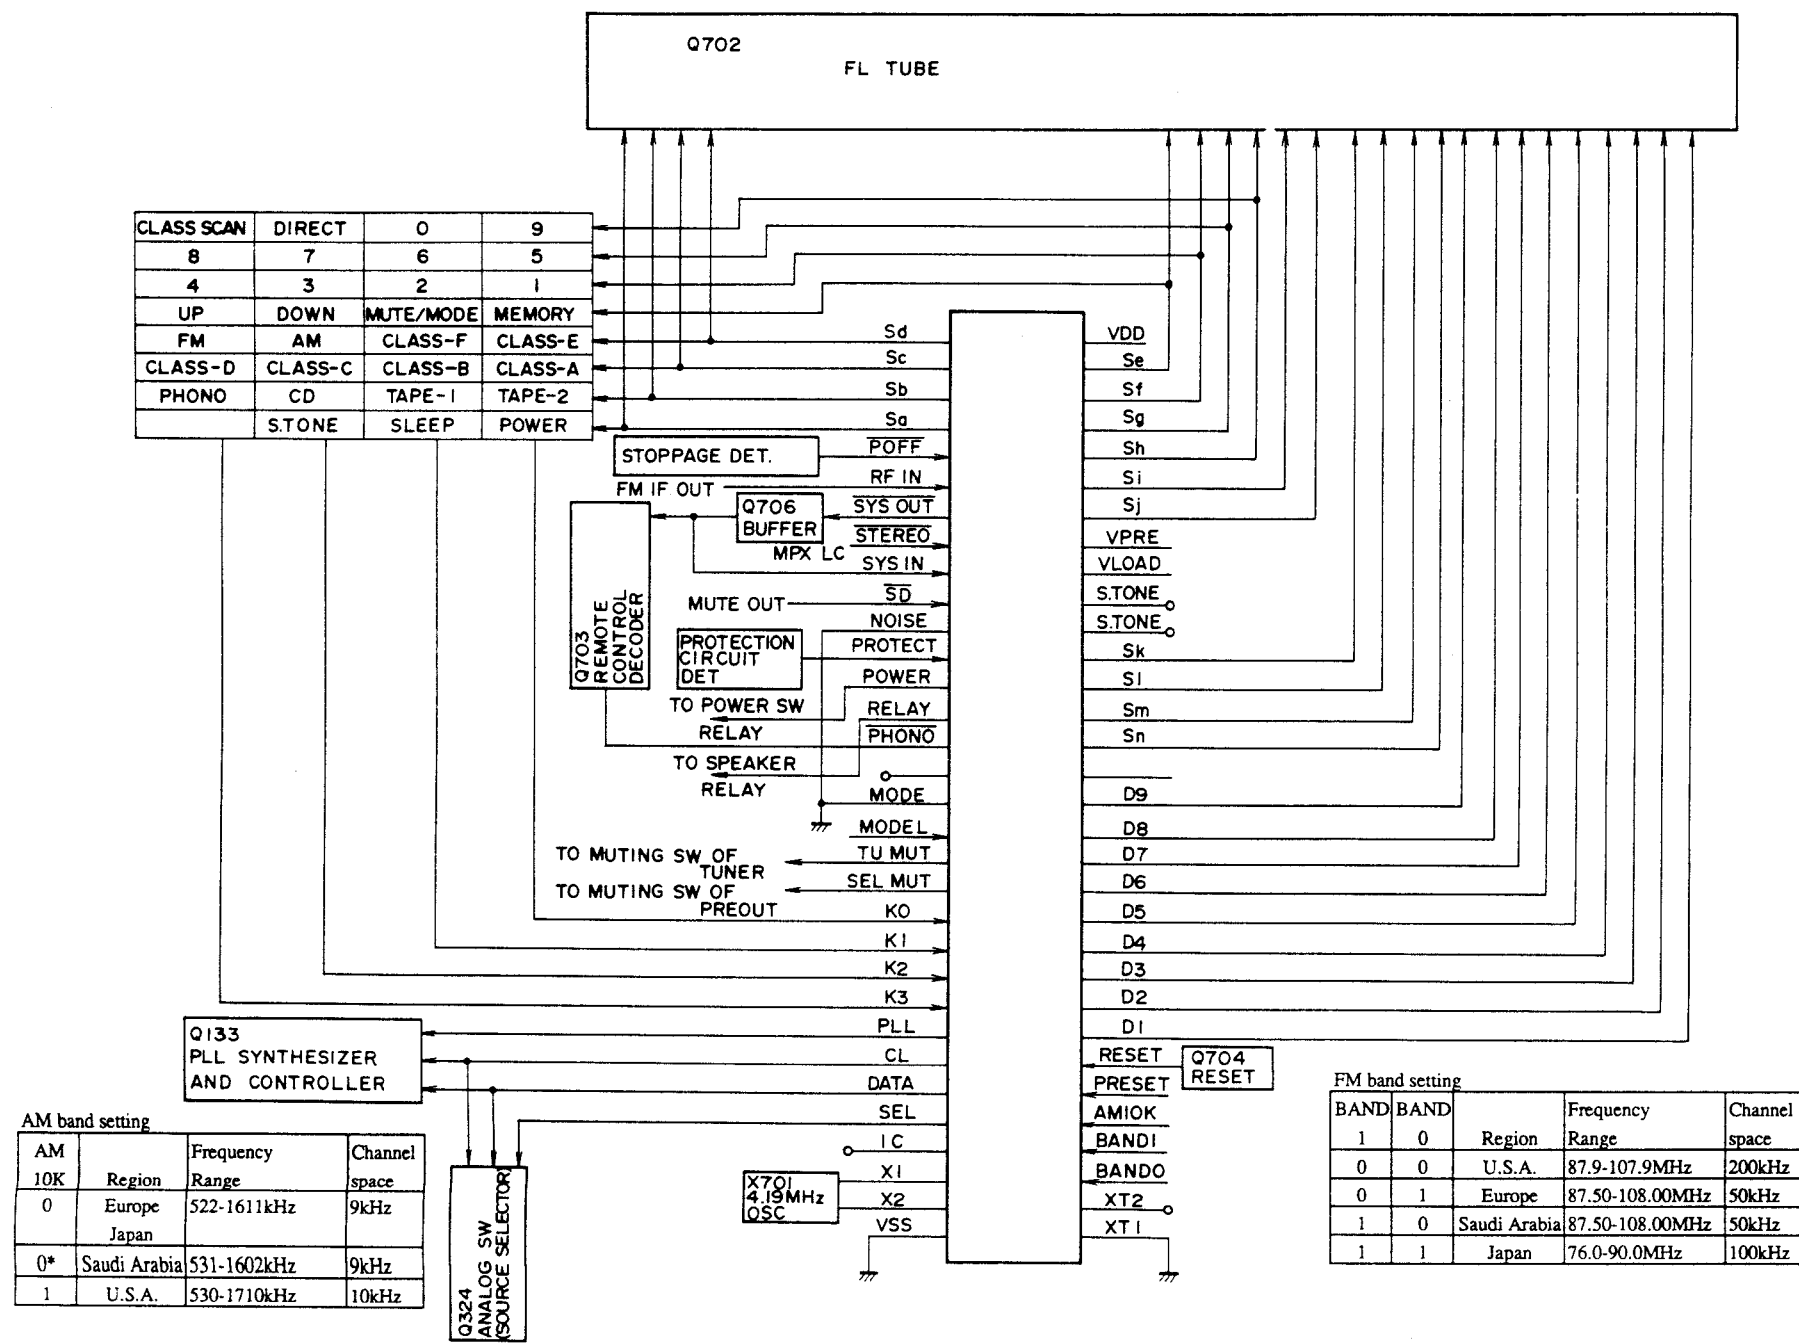 Q702
FL TUBE
CLASS SCAN DIRECT 0 9
8 7 6 5
4 3 2 1
UP DOWN MUTE/MODE MEMORY
FM AM CLASS-F CLASS-E
CLASS-D CLASS-C CLASS-B CLASS-A
PHONO CD TAPE-1 TAPE-2
S.TONE SLEEP POWER
Sd
Sc
Sb
Sa
STOPPAGE DET.
POFF
FM IF OUT
RF IN
Q706
BUFFER
SYS OUT
MPX LC
STEREO
SYS IN
MUTE OUT
SD
NOISE
Q703
REMOTE
CONTROL
DECODER
PROTECTION
CIRCUIT
DET
PROTECT
POWER
TO POWER SW
RELAY
RELAY
PHONO
TO SPEAKER
RELAY
MODE
MODEL
TO MUTING SW OF
TUNER
TU MUT
TO MUTING SW OF
PREOUT
SEL MUT
K0
K1
K2
K3
Q133
PLL SYNTHESIZER
AND CONTROLLER
PLL
CL
DATA
SEL
IC
X701
4.19MHz
OSC
X1
X2
VSS
Q324
ANALOG SW
(SOURCE SELECTOR)
VDD
Se
Sf
Sg
Sh
Si
Sj
VPRE
VLOAD
S.TONE
S.TONE
Sk
Sl
Sm
Sn
D9
D8
D7
D6
D5
D4
D3
D2
D1
RESET
Q704
RESET
PRESET
AM10K
BAND1
BAND0
XT2
XT1
AM band setting
AM Frequency Channel
10K Region Range space
0 Europe 522-1611kHz 9kHz
Japan
0* Saudi Arabia 531-1602kHz 9kHz
1 U.S.A. 530-1710kHz 10kHz
FM band setting
BAND BAND Frequency Channel
1 0 Region Range space
0 0 U.S.A. 87.9-107.9MHz 200kHz
0 1 Europe 87.50-108.00MHz 50kHz
1 0 Saudi Arabia 87.50-108.00MHz 50kHz
1 1 Japan 76.0-90.0MHz 100kHz